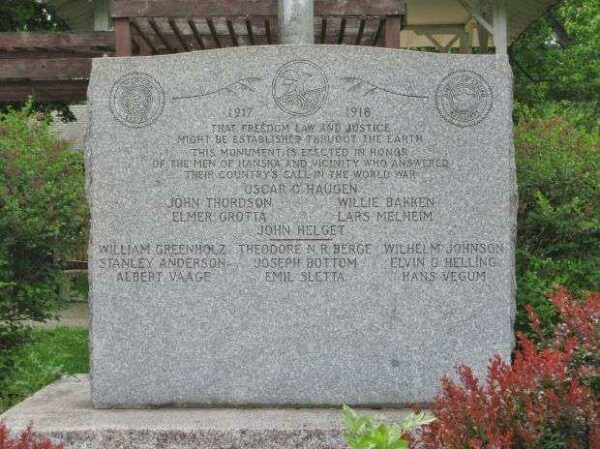 1917 1918
THAT FREEDOM LAW AND JUSTICE
MIGHT BE ESTABLISHED THRUOUT THE EARTH
THIS MONUMENT IS ERECTED IN HONOR
OF THE MEN OF HANSKA AND VICINITY WHO ANSWERED
THEIR COUNTRY'S CALL IN THE WORLD WAR
OSCAR O. HAUGEN
JOHN THORDSON WILLIE BAKKEN
ELMER GROTTA LARS MELHEIM
JOHN HELGET
WILLIAM GREENHOLZ THEODORE N.R. BERGE WILHELM JOHNSON
STANLEY ANDERSON JOSEPH BOTTOM ELVIN G. HELLING
ALBERT VAAGE EMIL SLETTA HANS VEGUM